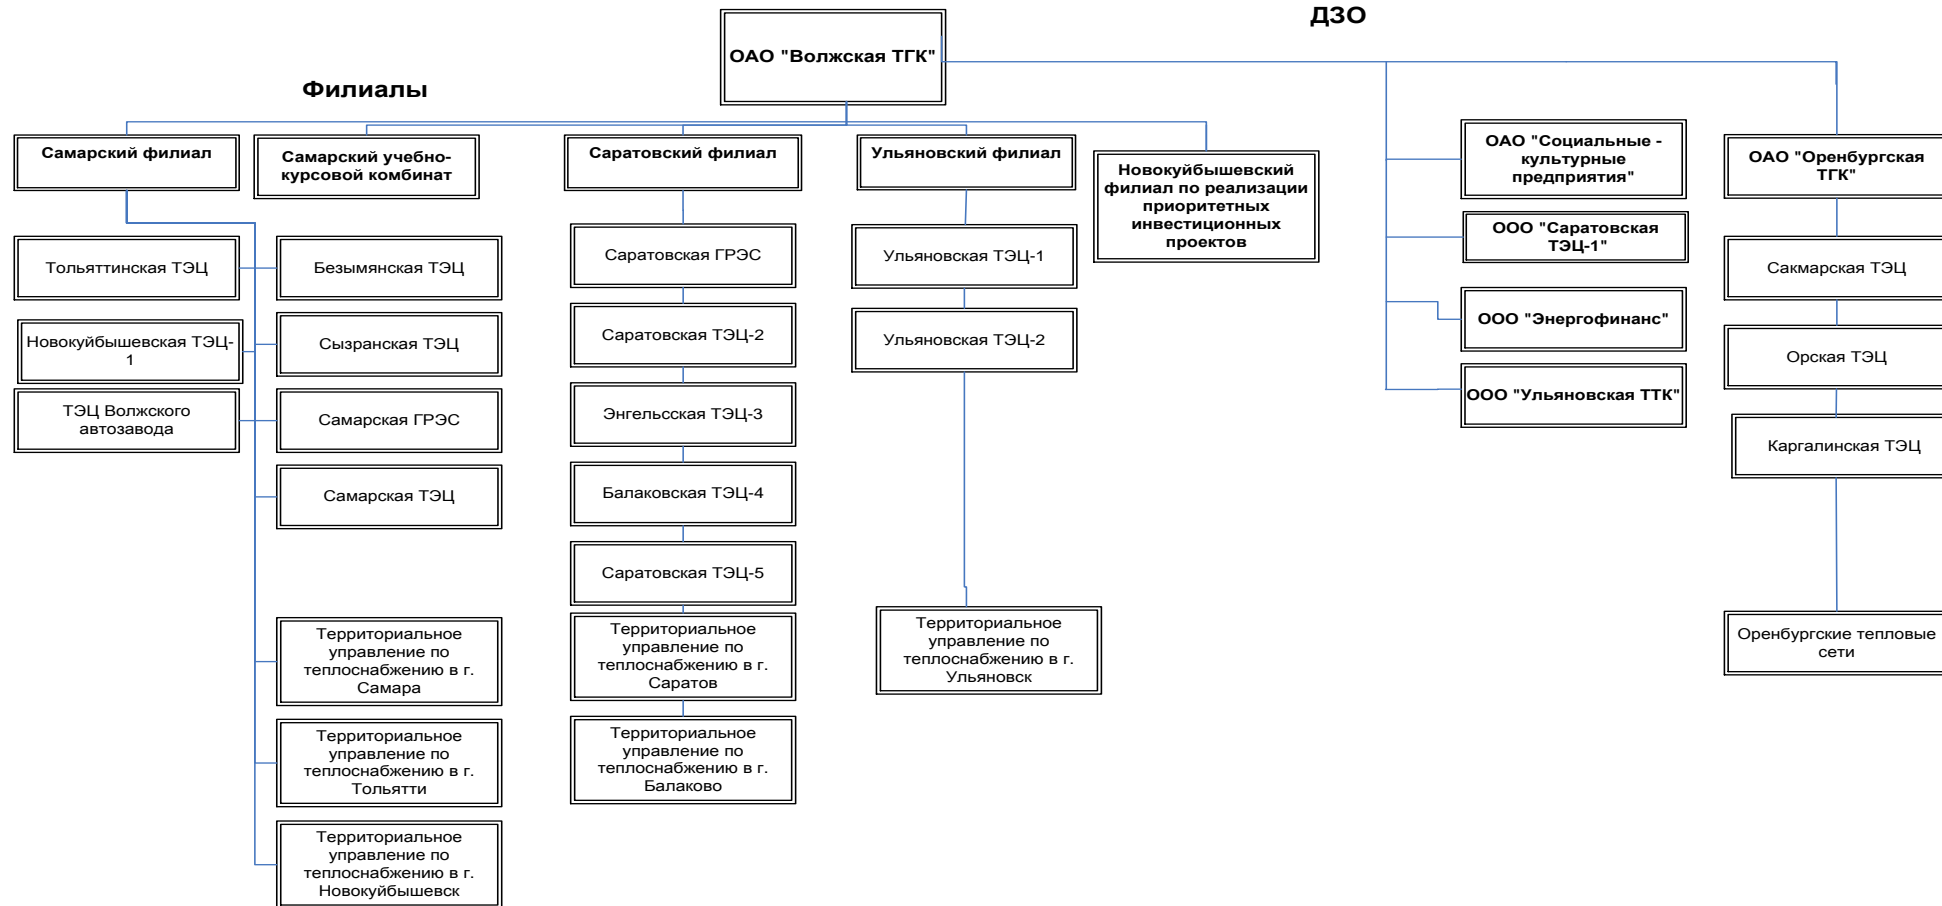 ДЗО
ОАО "Волжская ТГК"
Филиалы
Самарский филиал
Самарский учебно-
курсовой комбинат
Саратовский филиал
Ульяновский филиал
Новокуйбышевский
филиал по реализации
приоритетных
инвестиционных
проектов
ОАО "Социальные -
культурные
предприятия"
ОАО "Оренбургская
ТГК"
Тольяттинская ТЭЦ
Новокуйбышевская ТЭЦ-
1
ТЭЦ Волжского
автозавода
Безымянская ТЭЦ
Сызранская ТЭЦ
Самарская ГРЭС
Самарская ТЭЦ
Территориальное
управление по
теплоснабжению в г.
Самара
Территориальное
управление по
теплоснабжению в г.
Тольятти
Территориальное
управление по
теплоснабжению в г.
Новокуйбышевск
Саратовская ГРЭС
Саратовская ТЭЦ-2
Энгельсская ТЭЦ-3
Балаковская ТЭЦ-4
Саратовская ТЭЦ-5
Территориальное
управление по
теплоснабжению в г.
Саратов
Территориальное
управление по
теплоснабжению в г.
Балаково
Ульяновская ТЭЦ-1
Ульяновская ТЭЦ-2
Территориальное
управление по
теплоснабжению в г.
Ульяновск
ООО "Саратовская
ТЭЦ-1"
ООО "Энергофинанс"
ООО "Ульяновская ТТК"
Сакмарская ТЭЦ
Орская ТЭЦ
Каргалинская ТЭЦ
Оренбургские тепловые
сети